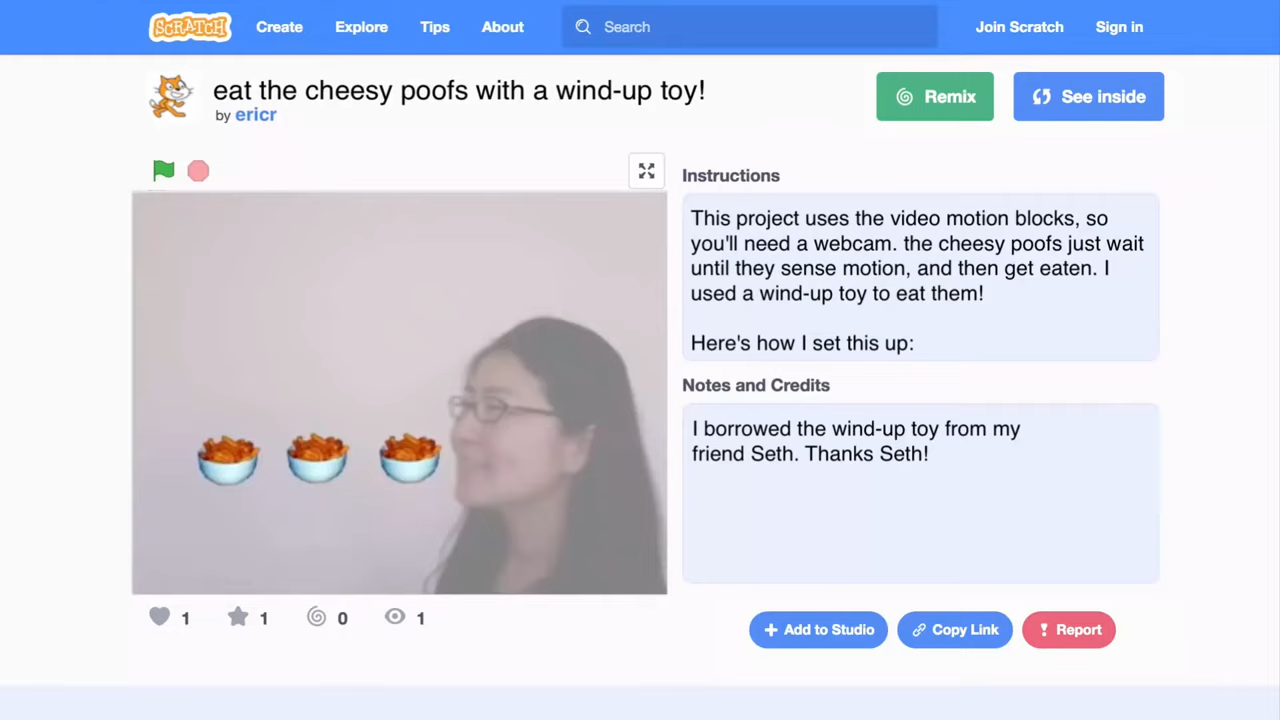 SCRATCH Create Explore Tips About Search Join Scratch Sign in
eat the cheesy poofs with a wind-up toy!
by ericr
Remix See inside
Instructions
This project uses the video motion blocks, so
you'll need a webcam. the cheesy poofs just wait
until they sense motion, and then get eaten. I
used a wind-up toy to eat them!
Here's how I set this up:
Notes and Credits
I borrowed the wind-up toy from my
friend Seth. Thanks Seth!
1 1 0 1
Add to Studio Copy Link Report